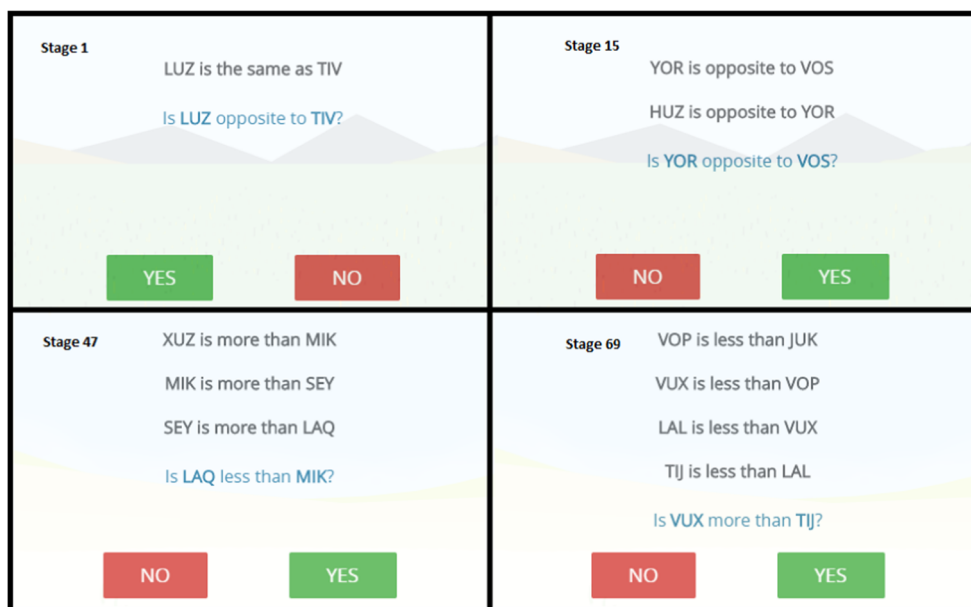 Stage 1
LUZ is the same as TIV
Is LUZ opposite to TIV?
YES
NO
Stage 15
YOR is opposite to VOS
HUZ is opposite to YOR
Is YOR opposite to VOS?
NO
YES
Stage 47
XUZ is more than MIK
MIK is more than SEY
SEY is more than LAQ
Is LAQ less than MIK?
NO
YES
Stage 69
VOP is less than JUK
VUX is less than VOP
LAL is less than VUX
TIJ is less than LAL
Is VUX more than TIJ?
NO
YES